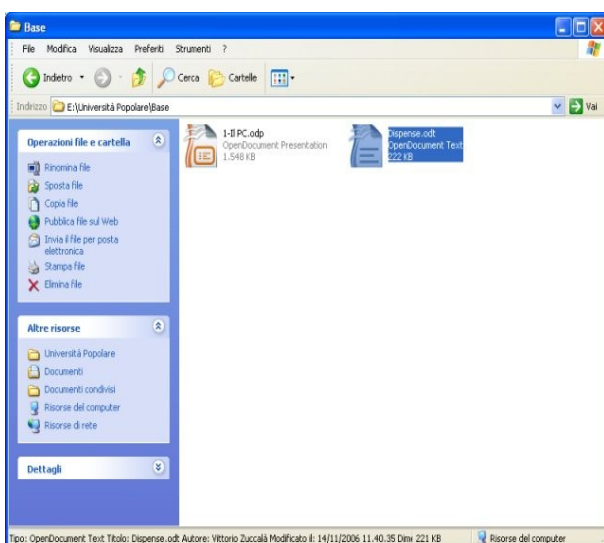 Base
File Modifica Visualizza Preferiti Strumenti ?
Indietro Cerca Cartelle
Indirizzo E:\Università Popolare\Base Vai
Operazioni file e cartella
Rinomina file
Sposta file
Copia file
Pubblica file sul Web
Invia il file per posta
elettronica
Stampa file
Elimina file
Altre risorse
Università Popolare
Documenti
Documenti condivisi
Risorse del computer
Risorse di rete
Dettagli
1-Il PC.odp
OpenDocument Presentation
1.548 KB
Dispense.odt
OpenDocument Text
222 KB
Tipo: OpenDocument Text Titolo: Dispense.odt Autore: Vittorio Zuccalà Modificato il: 14/11/2006 11.40.35 Dime 221 KB Risorse del computer